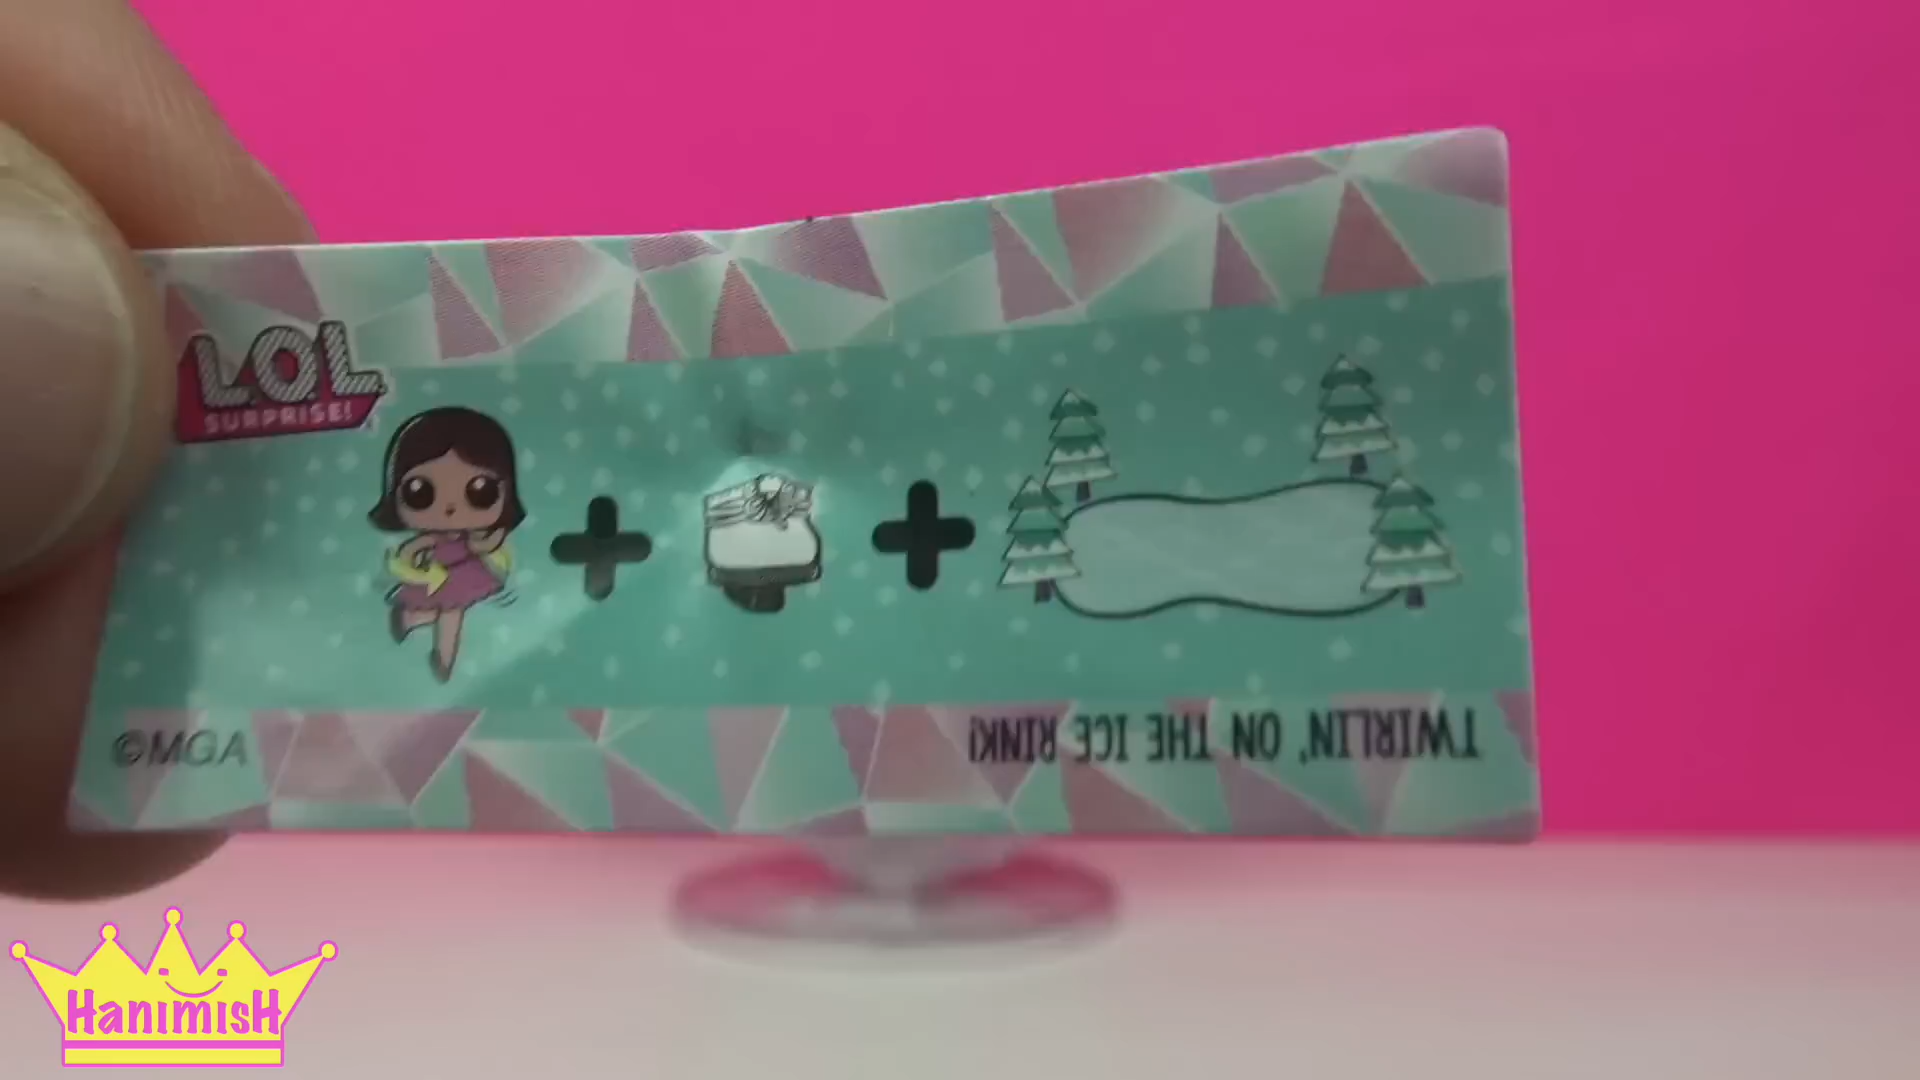 L.O.L.
SURPRISE!
TWIRLIN' ON THE ICE RINK!
©MGA
HanimisH